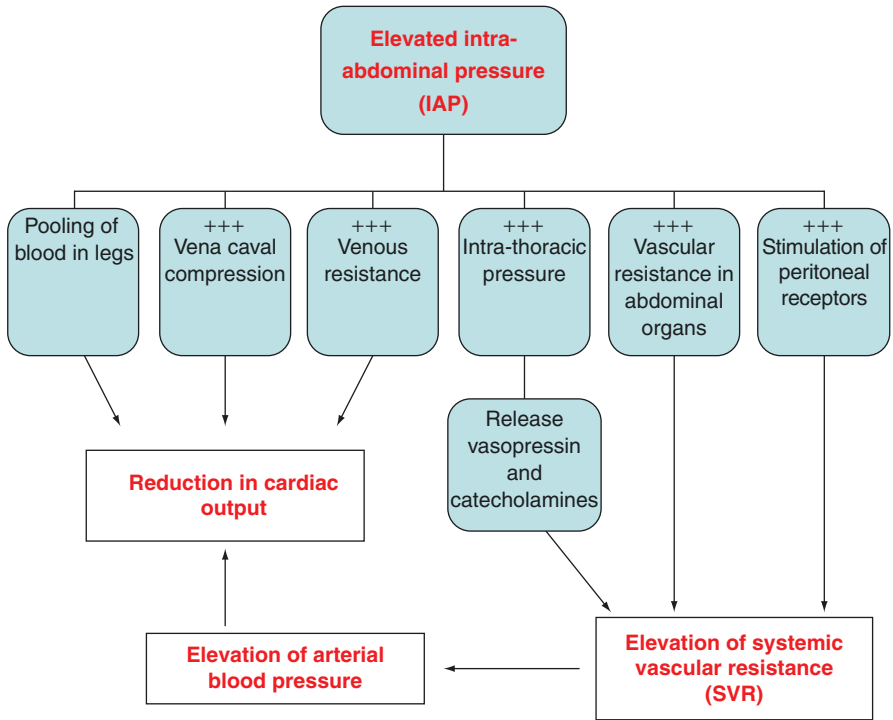 Elevated intra-
abdominal pressure
(IAP)
Pooling of
blood in legs
+++
Vena caval
compression
+++
Venous
resistance
+++
Intra-thoracic
pressure
+++
Vascular
resistance in
abdominal
organs
+++
Stimulation of
peritoneal
receptors
Release
vasopressin
and
catecholamines
Reduction in cardiac
output
Elevation of arterial
blood pressure
Elevation of systemic
vascular resistance
(SVR)